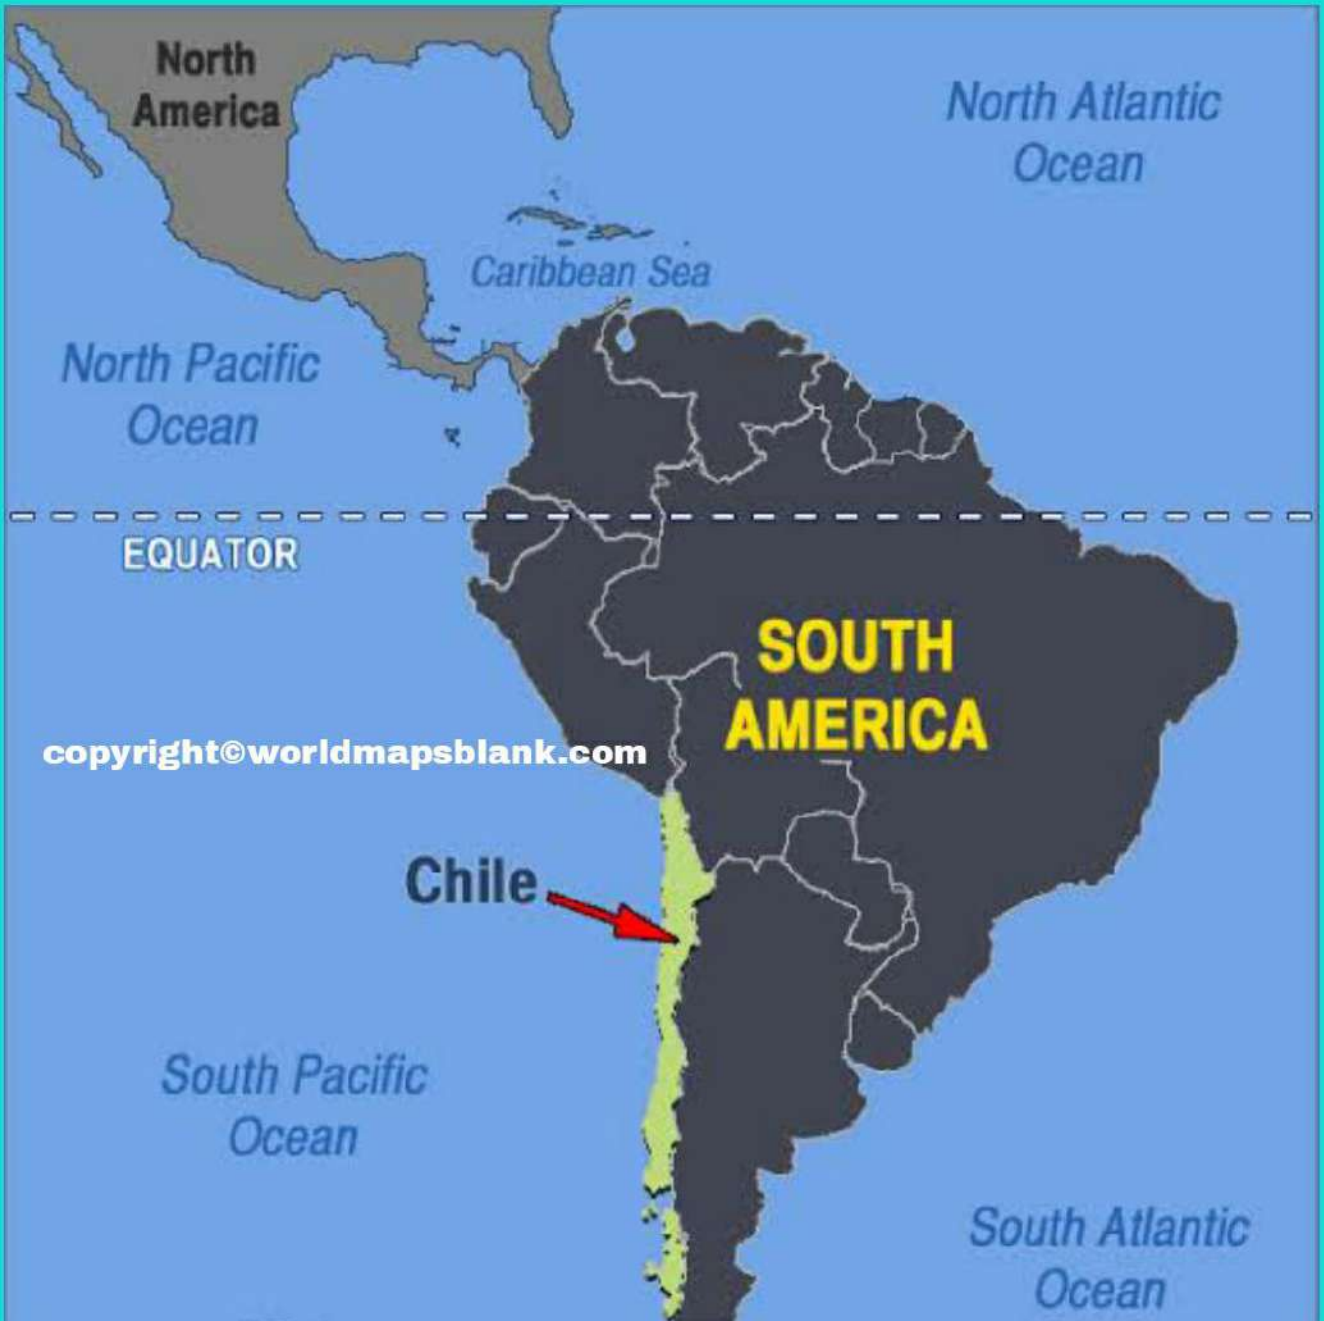 North
America
North Atlantic
Ocean
Caribbean Sea
North Pacific
Ocean
EQUATOR
SOUTH
AMERICA
copyright©worldmapsblank.com
Chile
South Pacific
Ocean
South Atlantic
Ocean